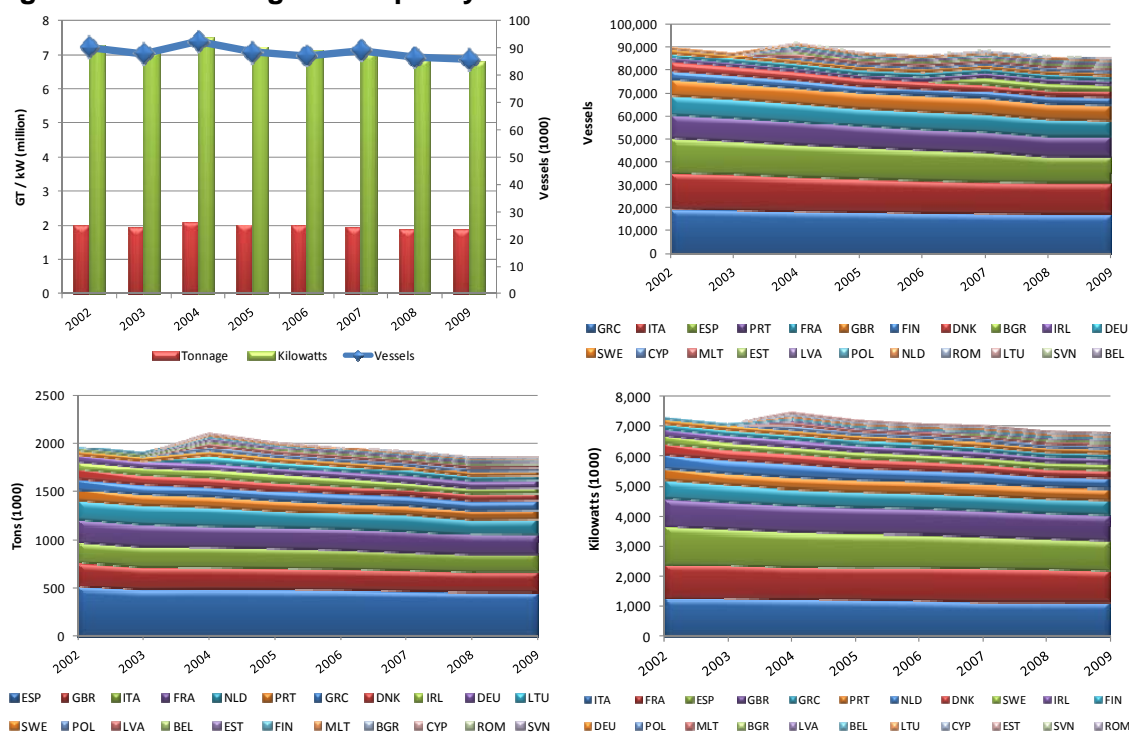 8
7
6
5
4
3
2
1
0
GT / kW (million)
100
90
80
70
60
50
40
30
20
10
0
Vessels (1000)
2002 2003 2004 2005 2006 2007 2008 2009
Tonnage Kilowatts Vessels
100,000
90,000
80,000
70,000
60,000
50,000
40,000
30,000
20,000
10,000
0
Vessels
2002 2003 2004 2005 2006 2007 2008 2009
GRC ITA ESP PRT FRA GBR FIN DNK BGR IRL DEU
SWE CYP MLT EST LVA POL NLD ROM LTU SVN BEL
2500
2000
1500
1000
500
0
Tons (1000)
2002 2003 2004 2005 2006 2007 2008 2009
ESP GBR ITA FRA NLD PRT GRC DNK IRL DEU LTU
SWE POL LVA BEL EST FIN MLT BGR CYP ROM SVN
8,000
7,000
6,000
5,000
4,000
3,000
2,000
1,000
0
Kilowatts (1000)
2002 2003 2004 2005 2006 2007 2008 2009
ITA FRA ESP GBR GRC PRT NLD DNK SWE IRL FIN
DEU POL MLT BGR LVA BEL LTU CYP EST SVN ROM